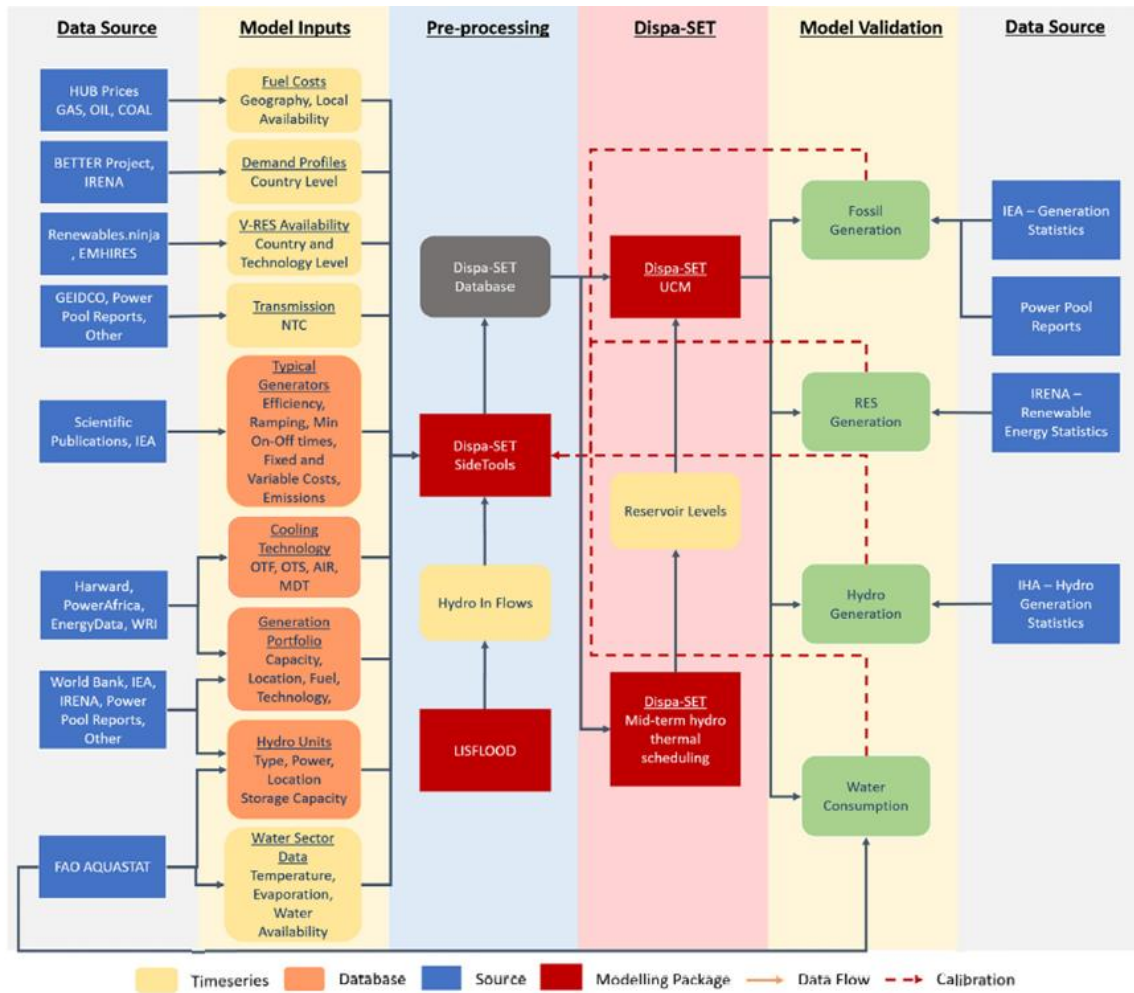 Data Source
Model Inputs
Pre-processing
Dispa-SET
Model Validation
Data Source
HUB Prices
GAS, OIL, COAL
BETTER Project,
IRENA
Renewables.ninja
, EMHIRES
GEIDCO, Power
Pool Reports,
Other
Scientific
Publications, IEA
Harward,
PowerAfrica,
EnergyData, WRI
World Bank, IEA,
IRENA, Power
Pool Reports,
Other
FAO AQUASTAT
Fuel Costs
Geography, Local
Availability
Demand Profiles
Country Level
V-RES Availability
Country and
Technology Level
Transmission
NTC
Typical
Generators
Efficiency,
Ramping, Min
On-Off times,
Fixed and
Variable Costs,
Emissions
Cooling
Technology
OTF, OTS, AIR,
MDT
Generation
Portfolio
Capacity,
Location, Fuel,
Technology,
Hydro Units
Type, Power,
Location
Storage Capacity
Water Sector
Data
Temperature,
Evaporation,
Water
Availability
Dispa-SET
Database
Dispa-SET
SideTools
Hydro In Flows
LISFLOOD
Dispa-SET
UCM
Reservoir Levels
Dispa-SET
Mid-term hydro
thermal
scheduling
Fossil
Generation
RES
Generation
Hydro
Generation
Water
Consumption
IEA – Generation
Statistics
Power Pool
Reports
IRENA –
Renewable
Energy Statistics
IHA – Hydro
Generation
Statistics
Timeseries
Database
Source
Modelling Package
Data Flow
Calibration